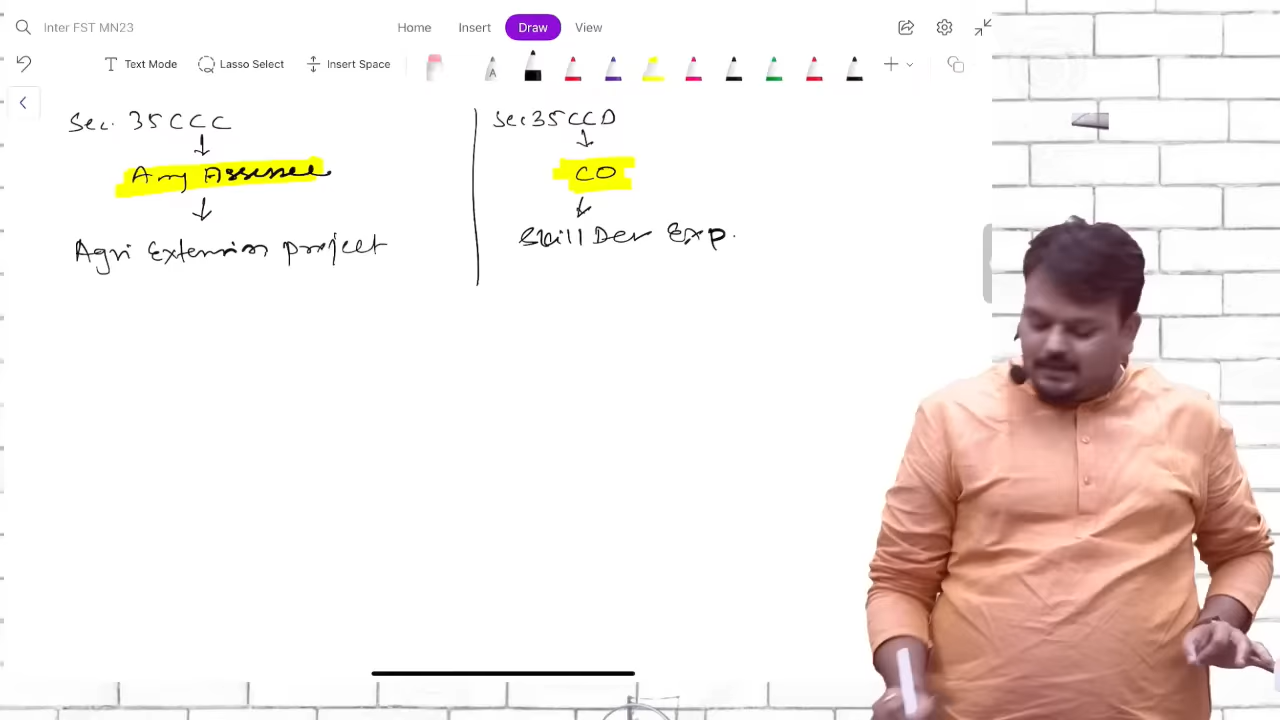 Inter FST MN23
Home Insert Draw View
Text Mode Lasso Select Insert Space
Sec. 35CCC
Any Assessee
Agri Extension project
Sec 35CCD
CO
Skill Dev Exp.